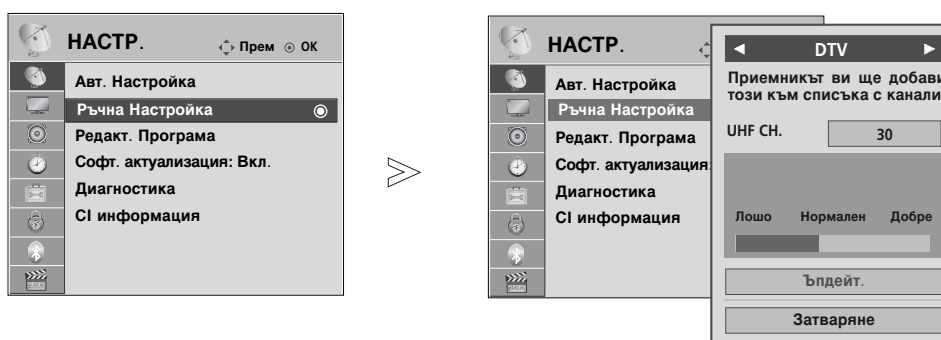 НАСТР. Прем OK
Авт. Настройка
Ръчна Настройка
Редакт. Програма
Софт. актуализация: Вкл.
Диагностика
CI информация
НАСТР.
Авт. Настройка
Ръчна Настройка
Редакт. Програма
Софт. актуализация:
Диагностика
CI информация
DTV
Приемникът ви ще добави
този към списъка с канали
UHF CH. 30
Лошо Нормален Добре
Ъпдейт.
Затваряне